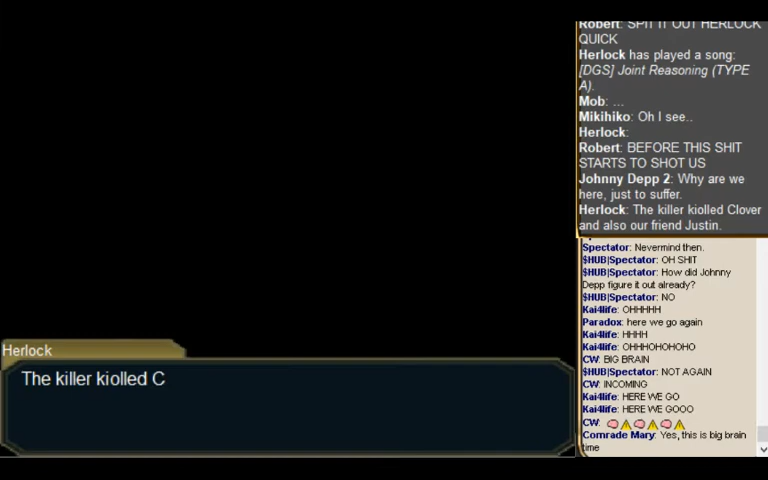 Robert: SPIT IT OUT HERLOCK
QUICK
Herlock has played a song:
[DGS] Joint Reasoning (TYPE
A).
Mob: ...
Mikihiko: Oh I see..
Herlock:
Robert: BEFORE THIS SHIT
STARTS TO SHOT US
Johnny Depp 2: Why are we
here, just to suffer.
Herlock: The killer kiolled Clover
and also our friend Justin.
Spectator: Nevermind then.
$HUB|Spectator: OH SHIT
$HUB|Spectator: How did Johnny
Depp figure it out already?
$HUB|Spectator: NO
Kai4life: OHHHHH
Paradox: here we go again
Kai4life: HHHH
Kai4life: OHHHOHOHOHO
CW: BIG BRAIN
$HUB|Spectator: NOT AGAIN
CW: INCOMING
Kai4life: HERE WE GO
Kai4life: HERE WE GOOO
CW: 🧠⚠🧠⚠🧠⚠
Comrade Mary: Yes, this is big brain
time
Herlock
The killer kiolled C